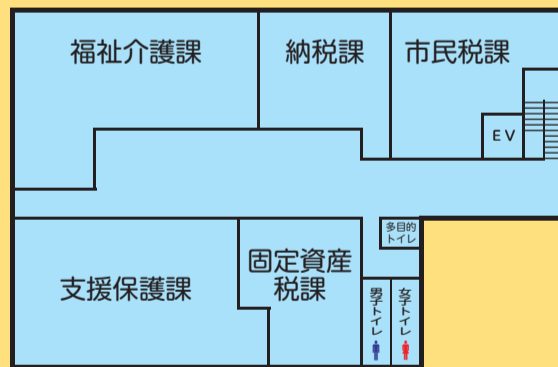 福祉介護課
納税課
市民税課
EV
多目的
トイレ
支援保護課
固定資産
税課
男子トイレ
女子トイレ